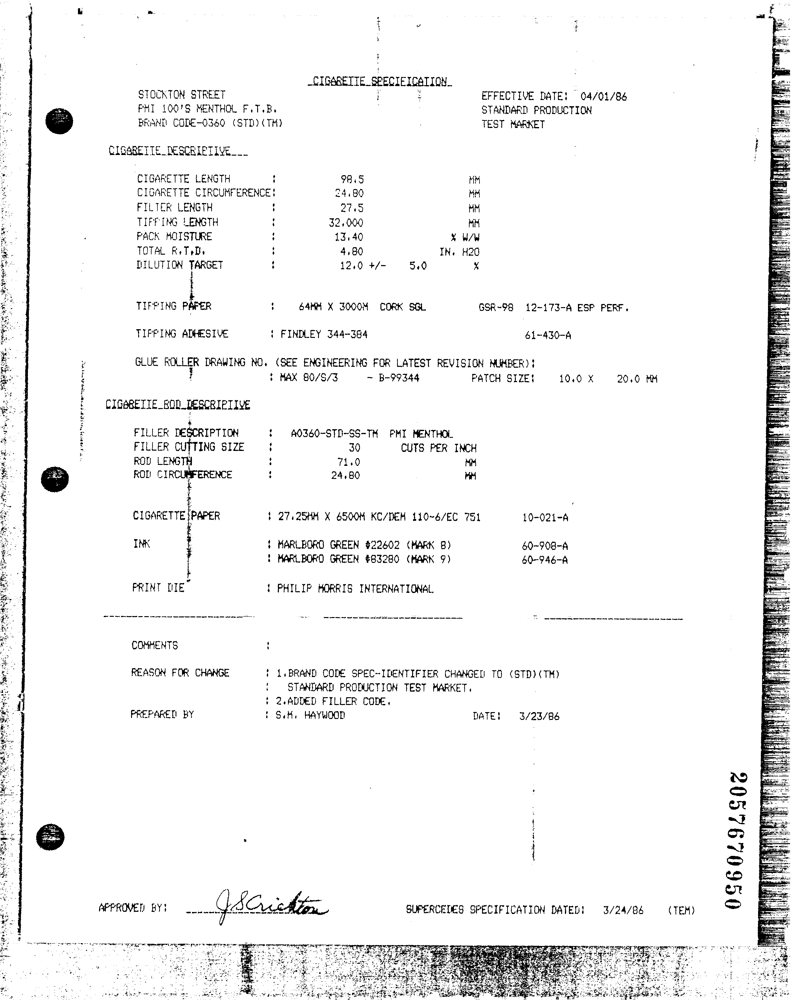 CIGARETTE SPECIFICATION
STOCKTON STREET
PMI 100'S MENTHOL F.T.B.
BRAND CODE-0360 (STD)(TM)
EFFECTIVE DATE: 04/01/86
STANDARD PRODUCTION
TEST MARKET
CIGARETTE DESCRIPTIVE
CIGARETTE LENGTH : 98.5 MM
CIGARETTE CIRCUMFERENCE: 24.80 MM
FILTER LENGTH : 27.5 MM
TIPPING LENGTH : 32.000 MM
PACK MOISTURE : 13.40 % W/W
TOTAL R.T.D. : 4.80 IN. H20
DILUTION TARGET : 12.0 +/- 5.0 %
TIPPING PAPER : 64MM X 3000M CORK SGL GSR-98 12-173-A ESP PERF.
TIPPING ADHESIVE : FINDLEY 344-384 61-430-A
GLUE ROLLER DRAWING NO. (SEE ENGINEERING FOR LATEST REVISION NUMBER):
: MAX 80/S/3 - B-99344 PATCH SIZE: 10.0 X 20.0 MM
CIGARETTE ROD DESCRIPTIVE
FILLER DESCRIPTION : A0360-STD-SS-TM PMI MENTHOL
FILLER CUTTING SIZE : 30 CUTS PER INCH
ROD LENGTH : 71.0 MM
ROD CIRCUMFERENCE : 24.80 MM
CIGARETTE PAPER : 27.25MM X 6500M KC/DEM 110-6/EC 751 10-021-A
INK : MARLBORO GREEN #22602 (MARK 8) 60-908-A
: MARLBORO GREEN #83280 (MARK 9) 60-946-A
PRINT DIE : PHILIP MORRIS INTERNATIONAL
COMMENTS :
REASON FOR CHANGE : 1.BRAND CODE SPEC-IDENTIFIER CHANGED TO (STD)(TM)
: STANDARD PRODUCTION TEST MARKET.
: 2.ADDED FILLER CODE.
PREPARED BY : S.M. HAYWOOD DATE: 3/23/86
2057670950
APPROVED BY: J S Crichton SUPERCEDES SPECIFICATION DATED: 3/24/86 (TEM)